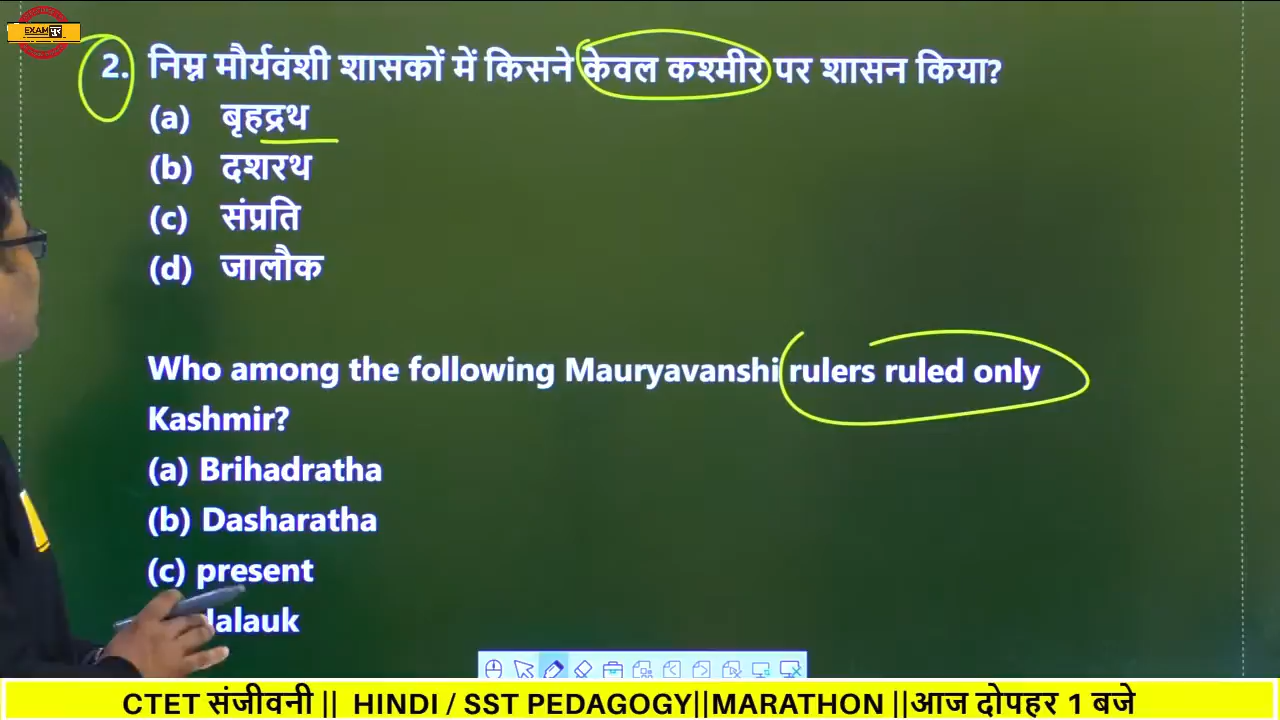 EXAM
2. निम्न मौर्यवंशी शासकों में किसने केवल कश्मीर पर शासन किया?
(a) बृहद्रथ
(b) दशरथ
(c) संप्रति
(d) जालौक
Who among the following Mauryavanshi rulers ruled only
Kashmir?
(a) Brihadratha
(b) Dasharatha
(c) present
Jalauk
CTET संजीवनी || HINDI / SST PEDAGOGY||MARATHON ||आज दोपहर 1 बजे